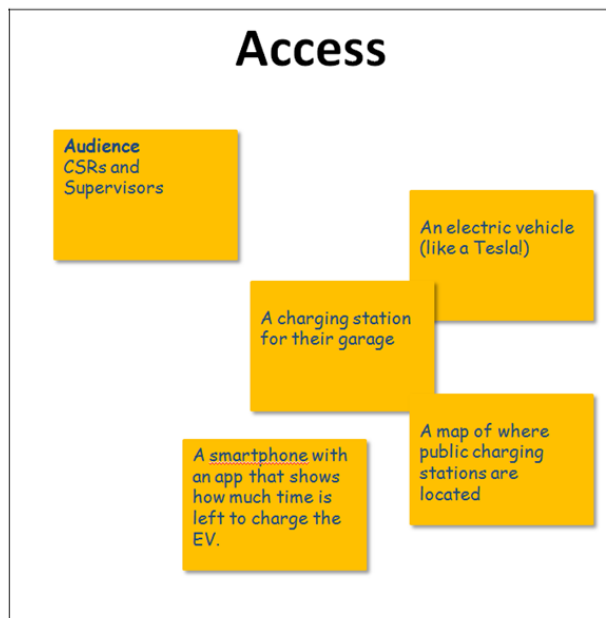 Access
Audience
CSRs and
Supervisors
An electric vehicle
(like a Tesla!)
A charging station
for their garage
A map of where
public charging
stations are
located
A smartphone with
an app that shows
how much time is
left to charge the
EV.